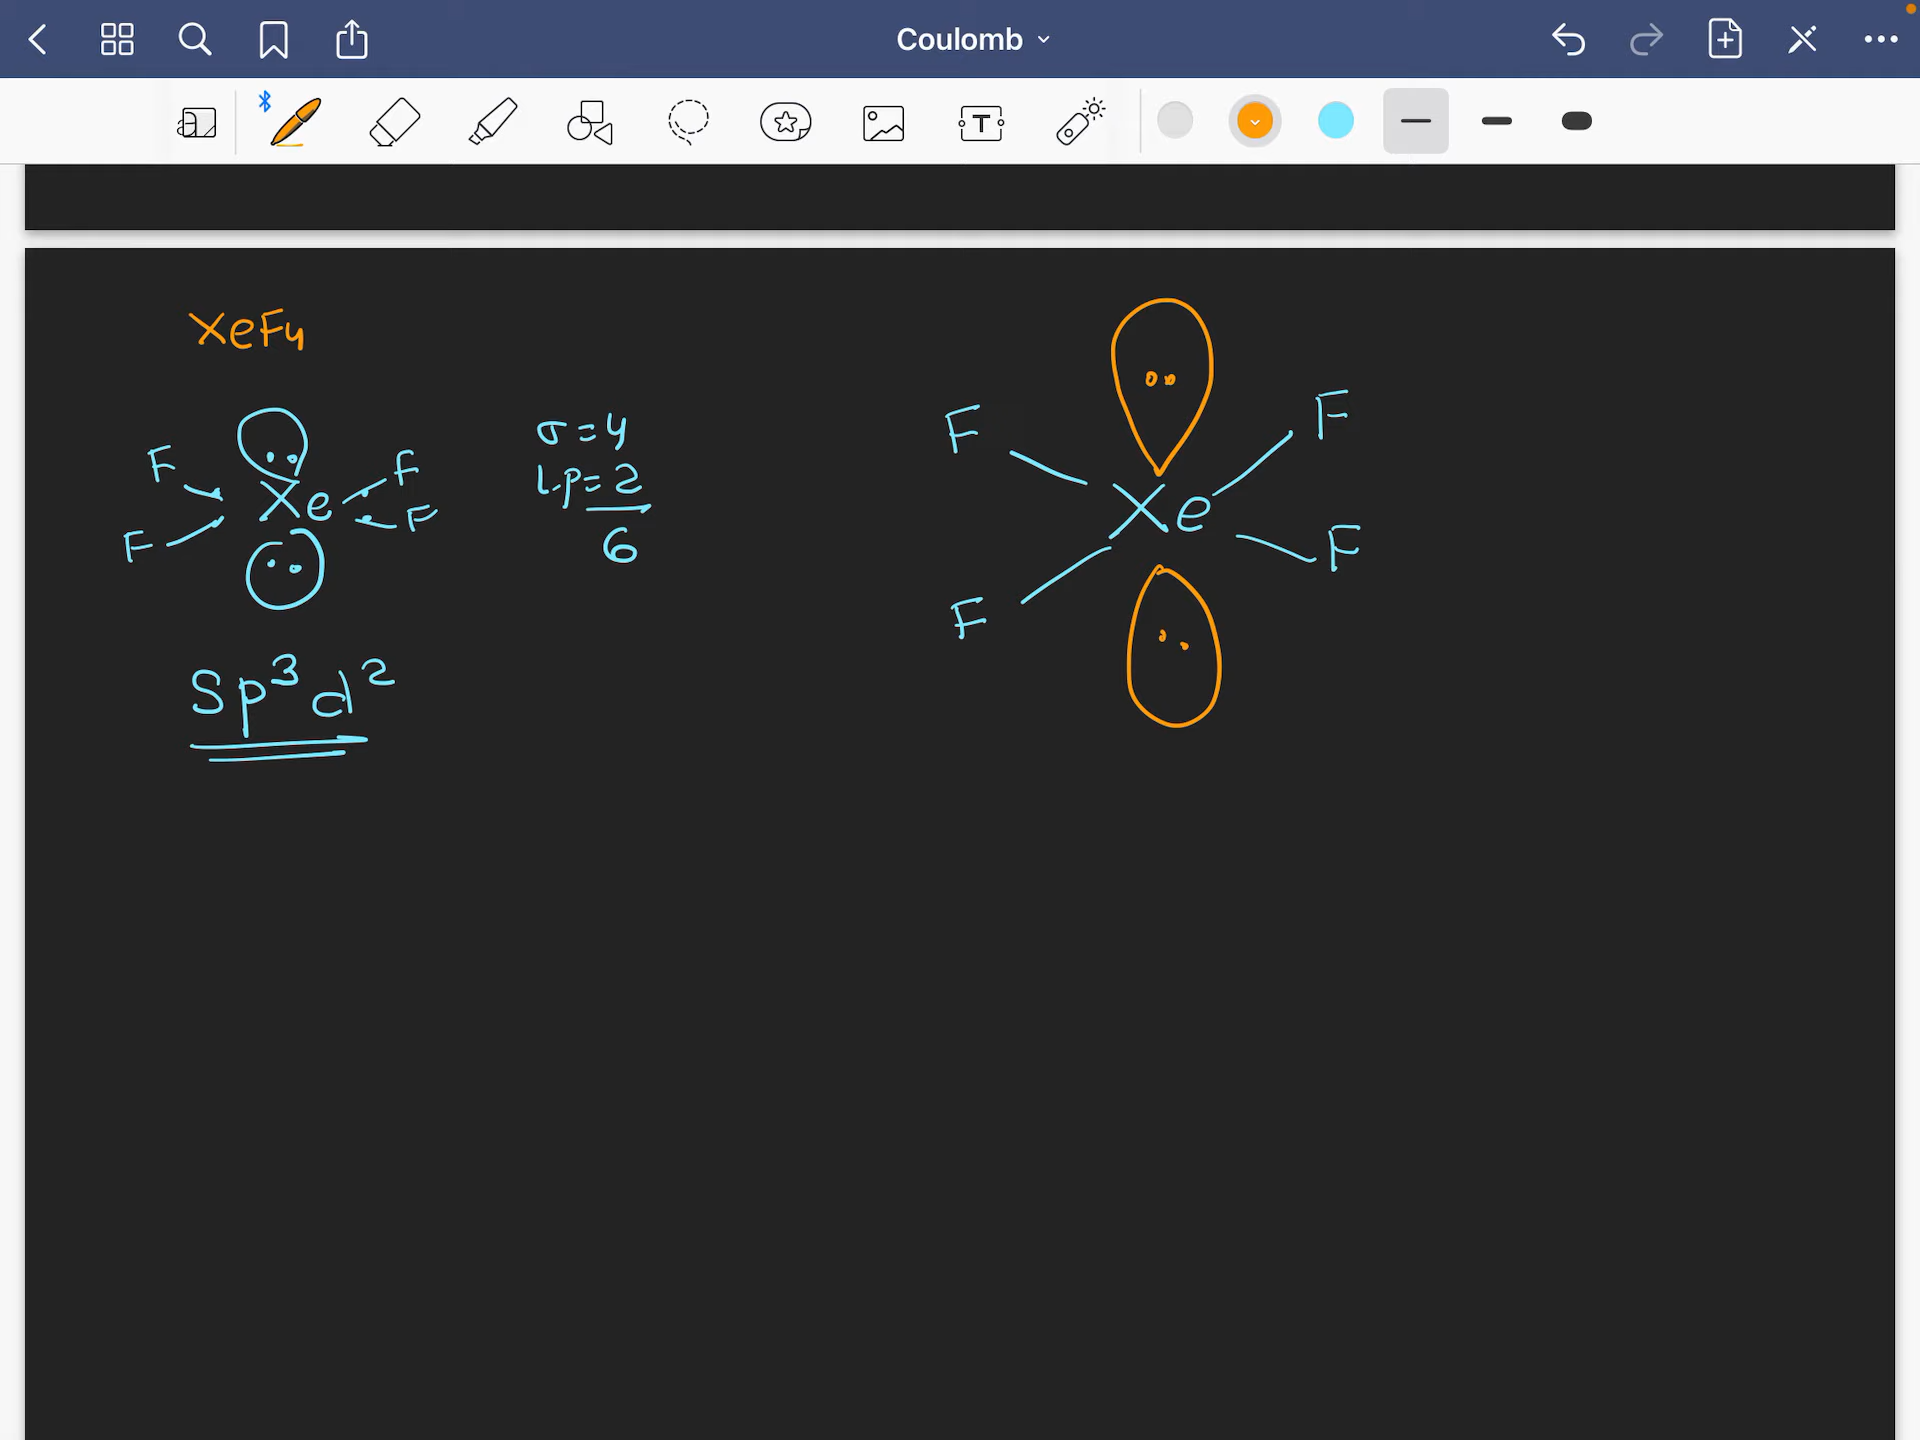 Coulomb
a
T
XeF4
F Xe F
F F
σ = 4
l.p = 2
6
Sp³d²
F F
Xe
F F